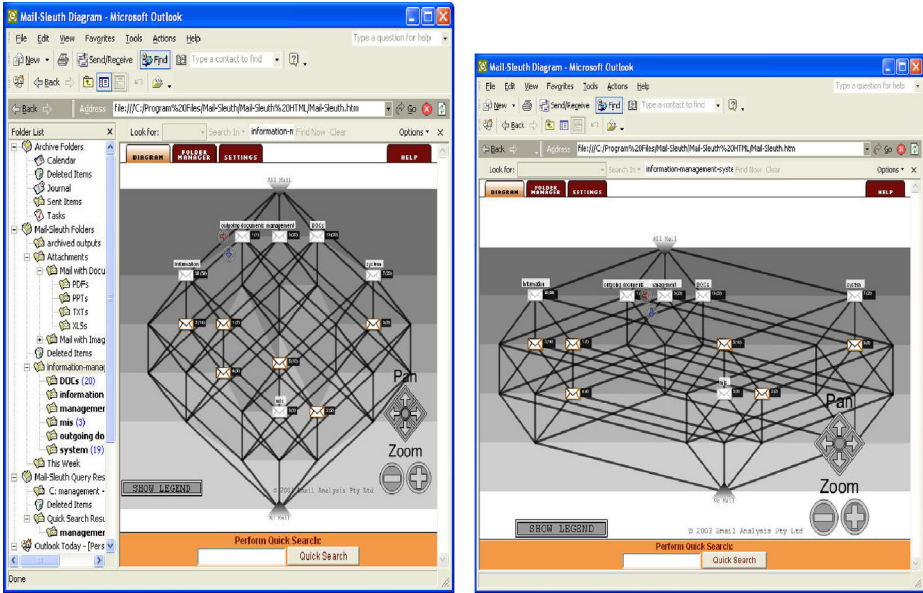 Mail-Sleuth Diagram - Microsoft Outlook
File Edit View Favorites Tools Actions Help
Type a question for help
New Send/Receive Find Type a contact to find
Back
Back Address file:///C:/Program%20Files/Mail-Sleuth/Mail-Sleuth%20HTML/Mail-Sleuth.htm Go
Folder List X
Look for: Search In information-m Find Now Clear Options X
Archive Folders
Calendar
Deleted Items
Journal
Sent Items
Tasks
Mail-Sleuth Folders
archived outputs
Attachments
Mail with Docu
PDFs
PPTs
TXTs
XLSs
Mail with Imag
Deleted Items
information-manag
DOCs (20)
information
managemer
mis (3)
outgoing do
system (19)
This Week
Mail-Sleuth Query Res
C: management -
Deleted Items
Quick Search Resu
managemer
Outlook Today - [Pers
DIAGRAM
FOLDER MANAGER
SETTINGS
HELP
All Mail
outgoing documents management DOCs
information
system
mis
Pan
Zoom
SHOW LEGEND
© 2003 Email Analysis Pty Ltd
No Mail
Perform Quick Search:
Quick Search
Done
Mail-Sleuth Diagram - Microsoft Outlook
File Edit View Favorites Tools Actions Help
Type a question for help
New Send/Receive Find Type a contact to find
Back
Back Address file:///C:/Program%20Files/Mail-Sleuth/Mail-Sleuth%20HTML/Mail-Sleuth.htm Go
Look for: Search In information-management-syste Find Now Clear Options X
DIAGRAM
FOLDER MANAGER
SETTINGS
HELP
All Mail
information
DOCs
system
mis
Pan
Zoom
No Mail
SHOW LEGEND
© 2003 Email Analysis Pty Ltd
Perform Quick Search:
Quick Search